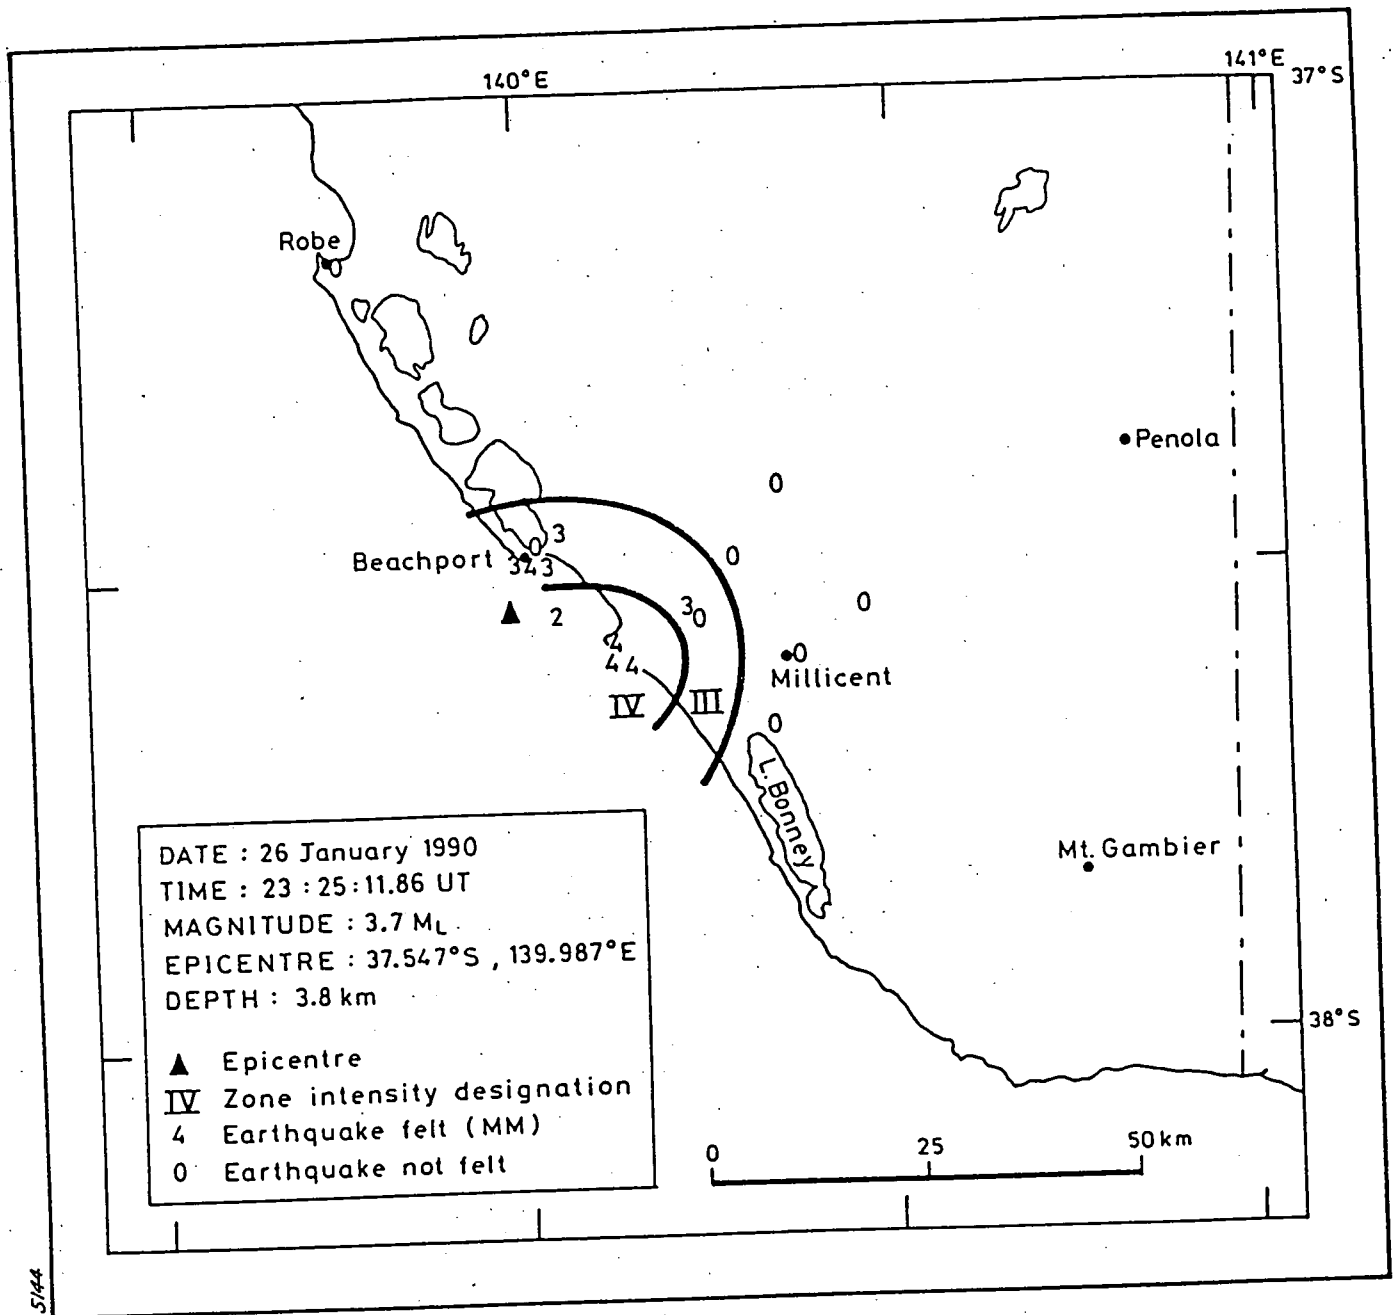 140°E
141°E
37°S
Robe
0
Penola
0
3
0
Beachport
0
343
3
0
0
2
4
0
44
Millicent
IV
III
0
L. Bonney
DATE : 26 January 1990
Mt. Gambier
TIME : 23 : 25 : 11.86 UT
MAGNITUDE : 3.7 ML
EPICENTRE : 37.547°S , 139.987°E
DEPTH : 3.8 km
38°S
Epicentre
IV Zone intensity designation
4 Earthquake felt (MM)
0 Earthquake not felt
0 25 50 km
5144